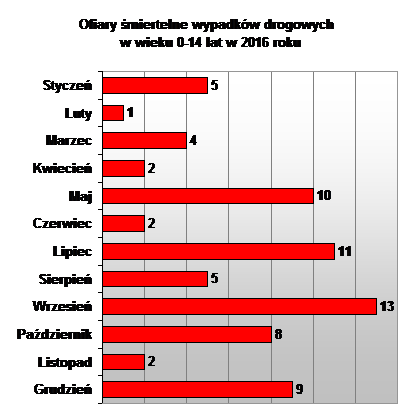 Ofiary śmiertelne wypadków drogowych
w wieku 0-14 lat w 2016 roku
Styczeń 5
Luty 1
Marzec 4
Kwiecień 2
Maj 10
Czerwiec 2
Lipiec 11
Sierpień 5
Wrzesień 13
Październik 8
Listopad 2
Grudzień 9